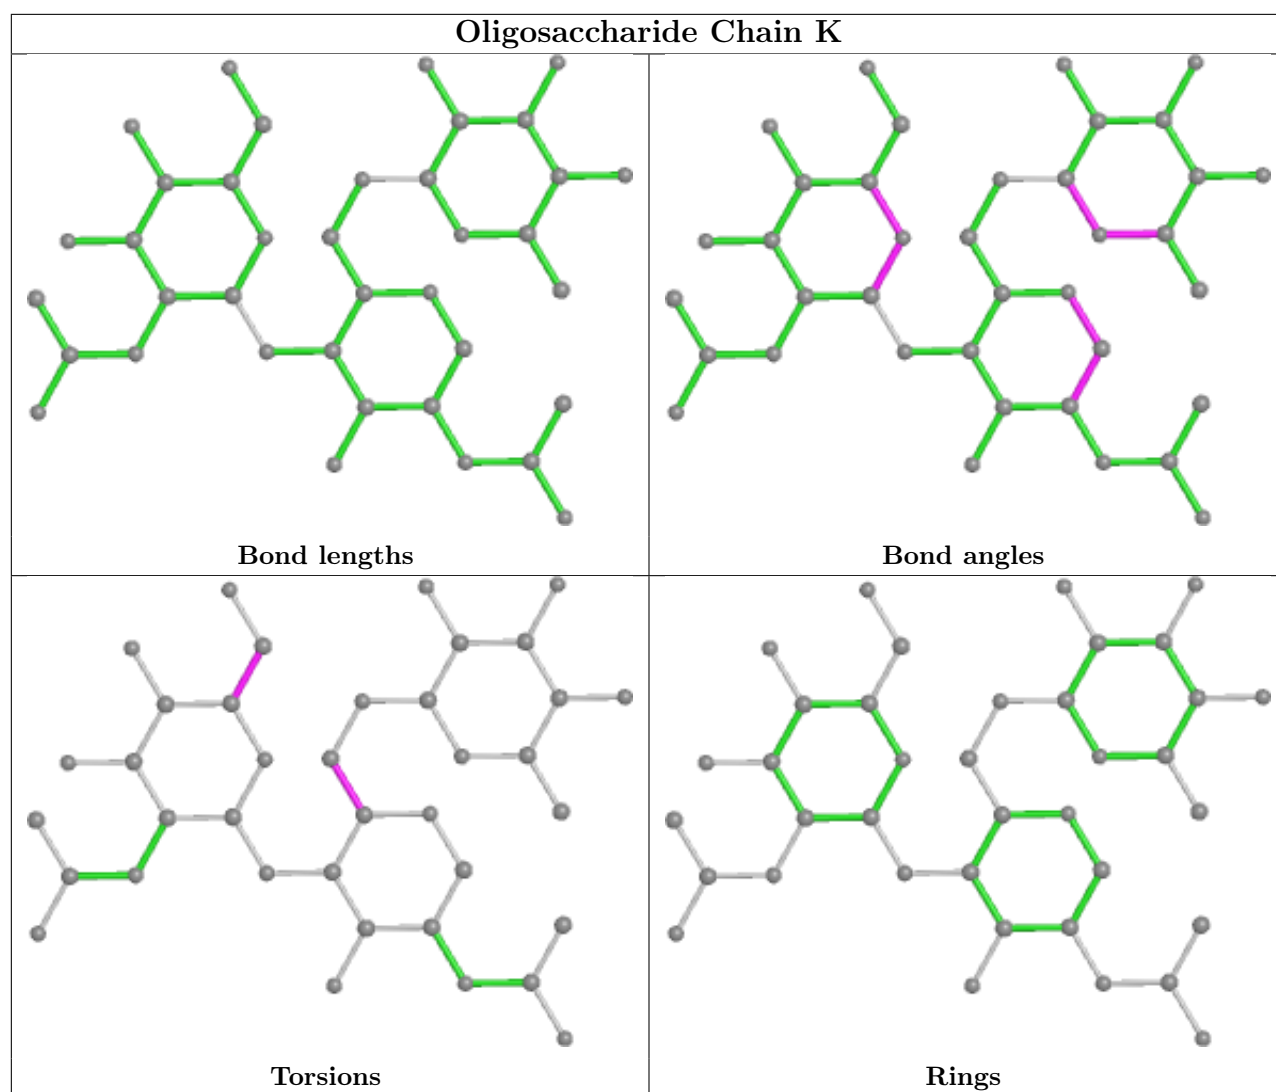 Oligosaccharide Chain K
Bond lengths
Bond angles
Torsions
Rings